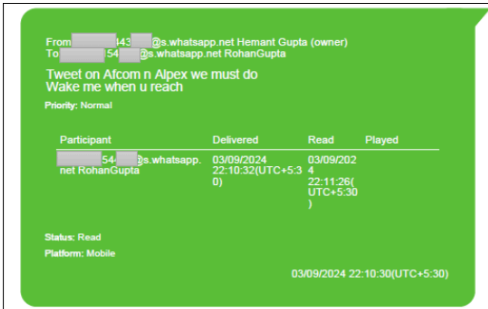 From 143 @s.whatsapp.net Hemant Gupta (owner)
To 54 @s.whatsapp.net RohanGupta
Tweet on Afcom n Alpex we must do
Wake me when u reach
Priority: Normal
Participant Delivered Read Played
54 @s.whatsapp. 03/09/2024 03/09/202
net RohanGupta 22:10:32(UTC+5:3 4
0) 22:11:26(
UTC+5:30
)
Status: Read
Platform: Mobile
03/09/2024 22:10:30(UTC+5:30)